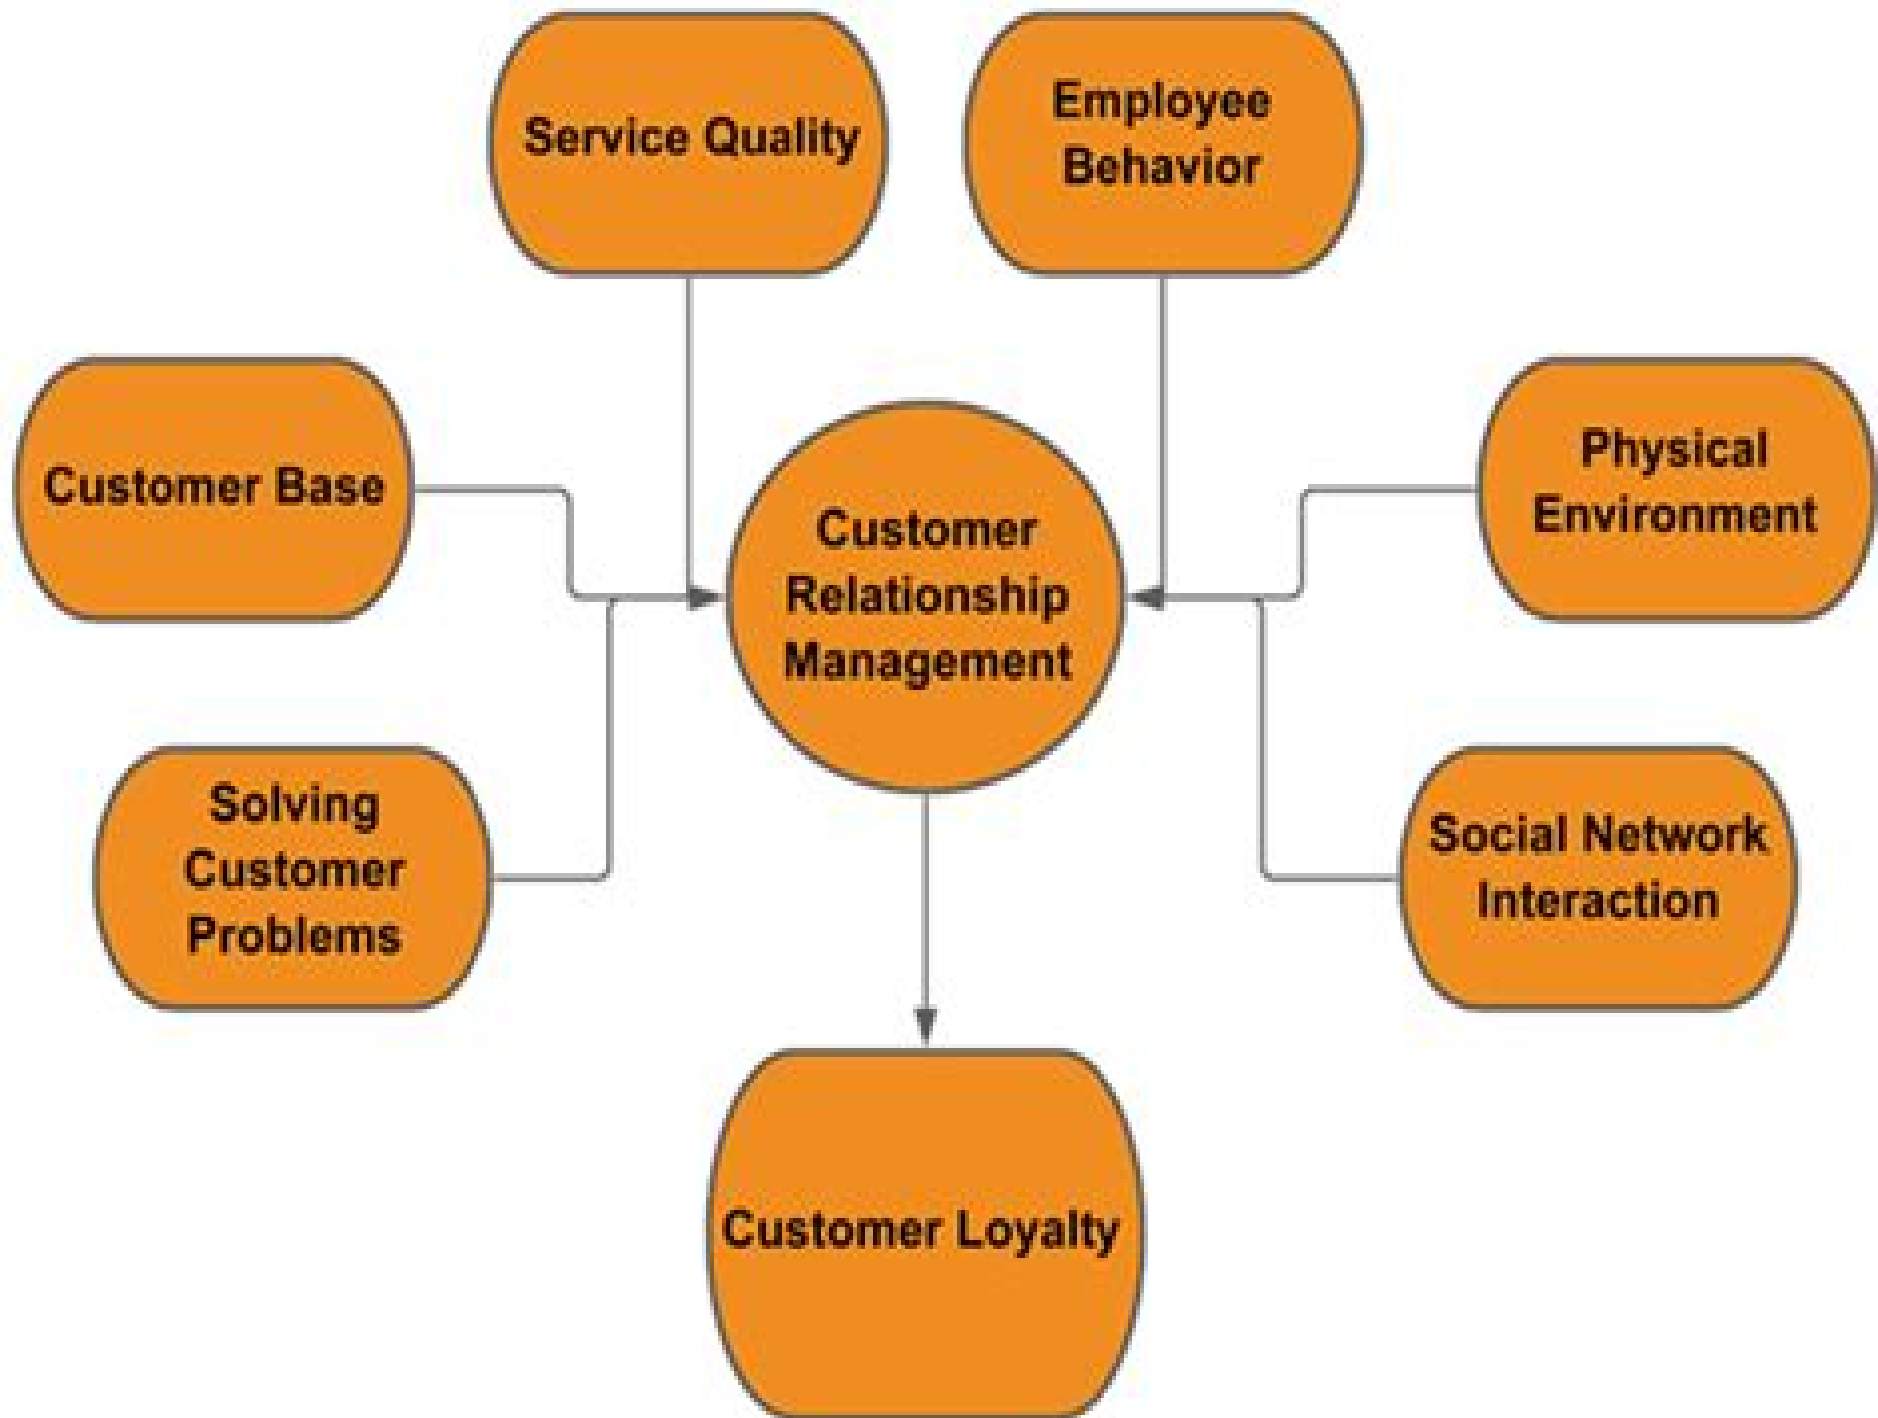 Service Quality
Employee
Behavior
Customer Base
Physical
Environment
Customer
Relationship
Management
Solving
Customer
Problems
Social Network
Interaction
Customer Loyalty